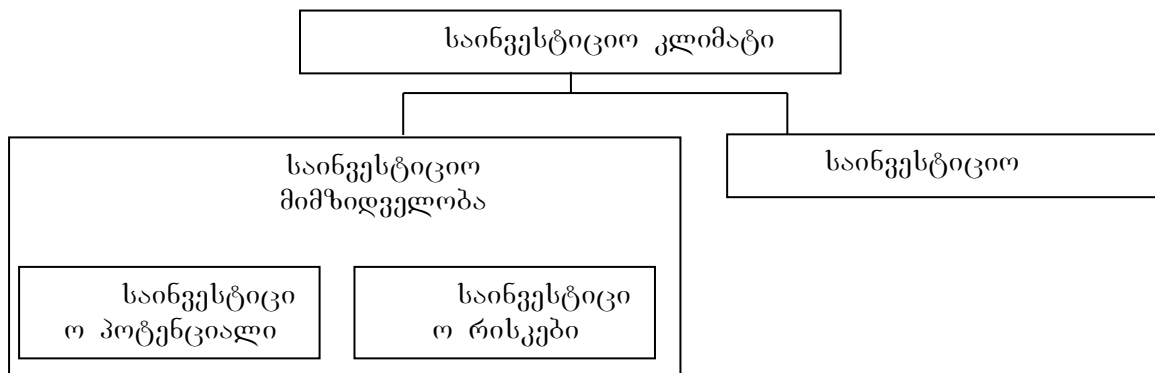 საინვესტიციო კლიმატი
საინვესტიციო
მიმზიდველობა
საინვესტიციო
საინვესტიცი
ო პოტენციალი
საინვესტიცი
ო რისკები